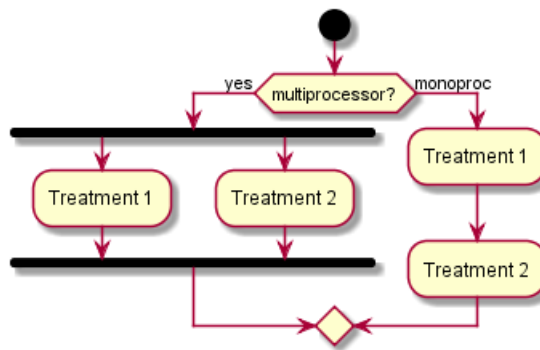 yes
multiprocessor?
monoproc
Treatment 1
Treatment 2
Treatment 1
Treatment 2